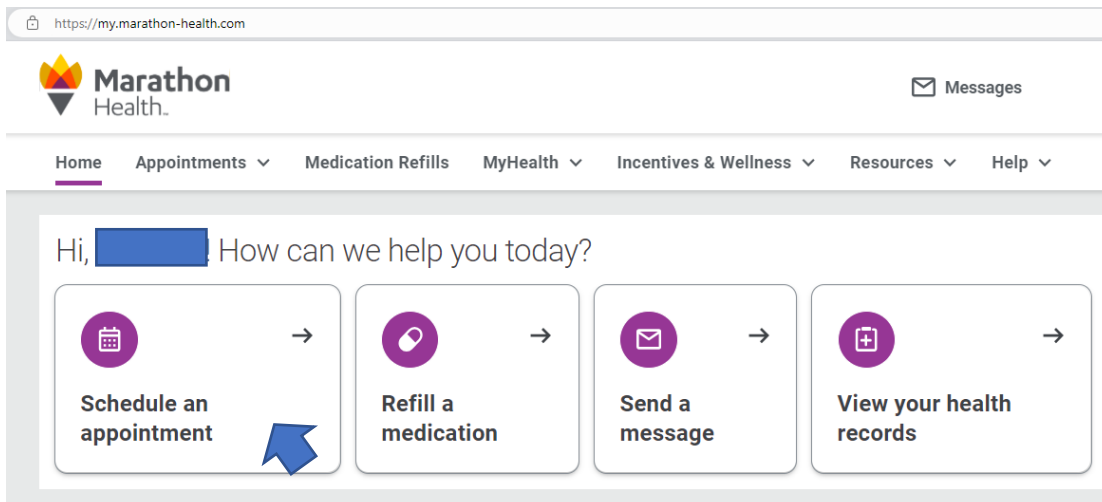 https://my.marathon-health.com
Marathon
Health™
Messages
Home Appointments Medication Refills MyHealth Incentives & Wellness Resources Help
Hi, ! How can we help you today?
Schedule an
appointment
Refill a
medication
Send a
message
View your health
records